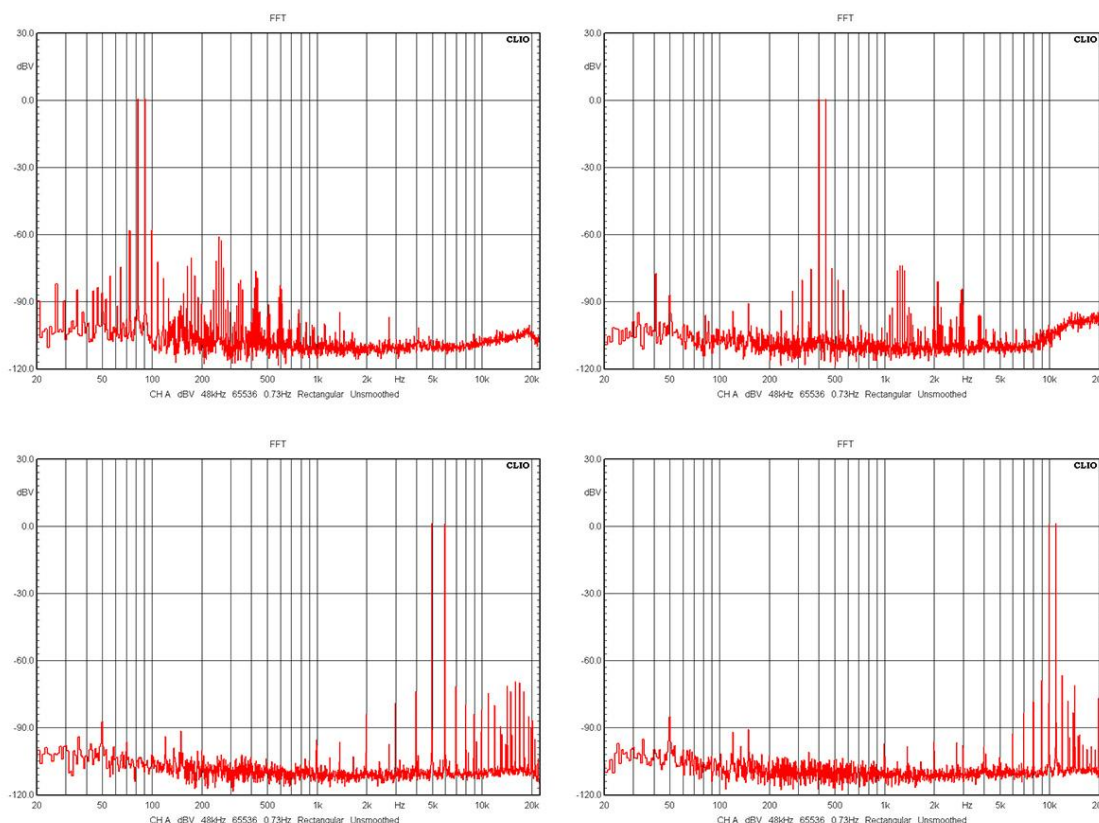 FFT
30.0
CLIO
dBV
0.0
-30.0
-60.0
-90.0
-120.0
20 50 100 200 500 1k 2k Hz 5k 10k 20k
CH A dBV 48kHz 65536 0.73Hz Rectangular Unsmoothed
FFT
30.0
CLIO
dBV
0.0
-30.0
-60.0
-90.0
-120.0
20 50 100 200 500 1k 2k Hz 5k 10k 20
CH A dBV 48kHz 65536 0.73Hz Rectangular Unsmoothed
FFT
30.0
CLIO
dBV
0.0
-30.0
-60.0
-90.0
-120.0
20 50 100 200 500 1k 2k Hz 5k 10k 20k
CH A dBV 48kHz 65536 0.73Hz Rectangular Unsmoothed
FFT
30.0
CLIO
dBV
0.0
-30.0
-60.0
-90.0
-120.0
20 50 100 200 500 1k 2k Hz 5k 10k 20
CH A dBV 48kHz 65536 0.73Hz Rectangular Unsmoothed